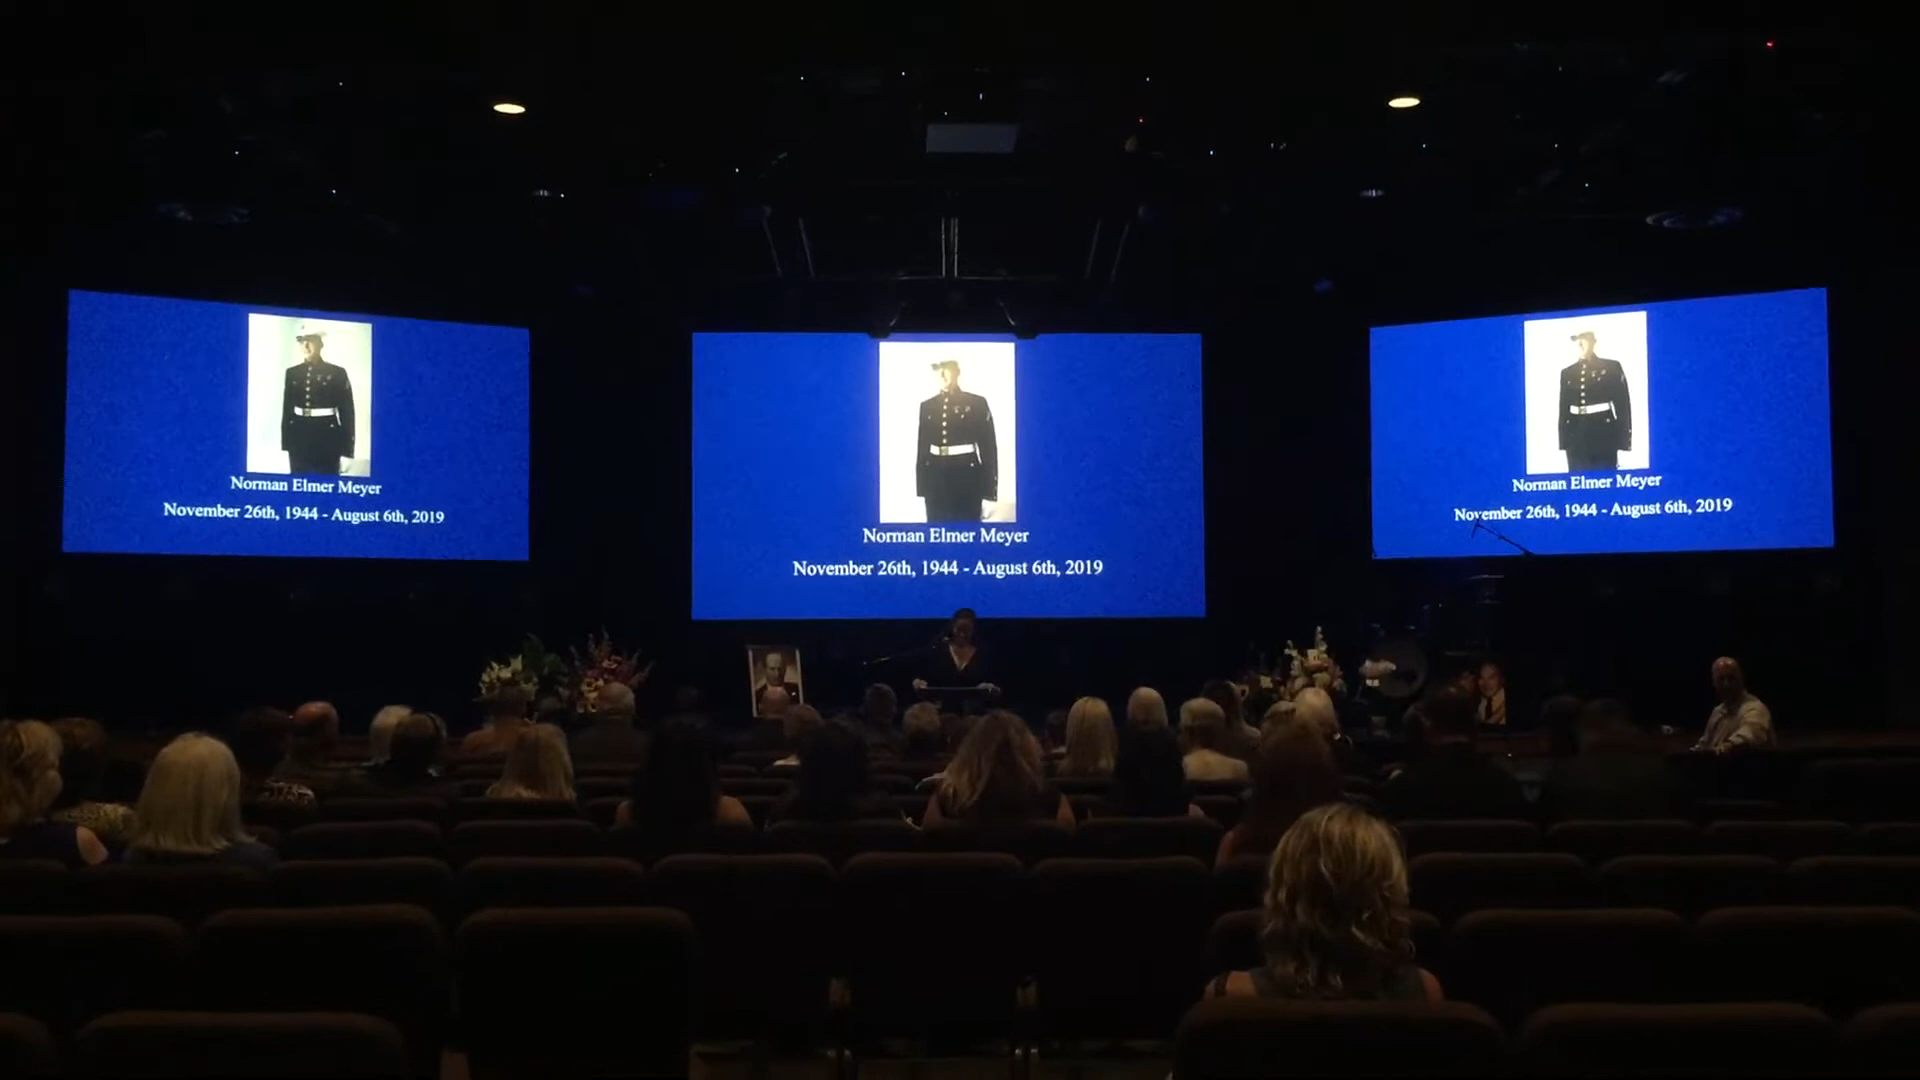 Norman Elmer Meyer
November 26th, 1944 - August 6th, 2019
Norman Elmer Meyer
November 26th, 1944 - August 6th, 2019
Norman Elmer Meyer
November 26th, 1944 - August 6th, 2019